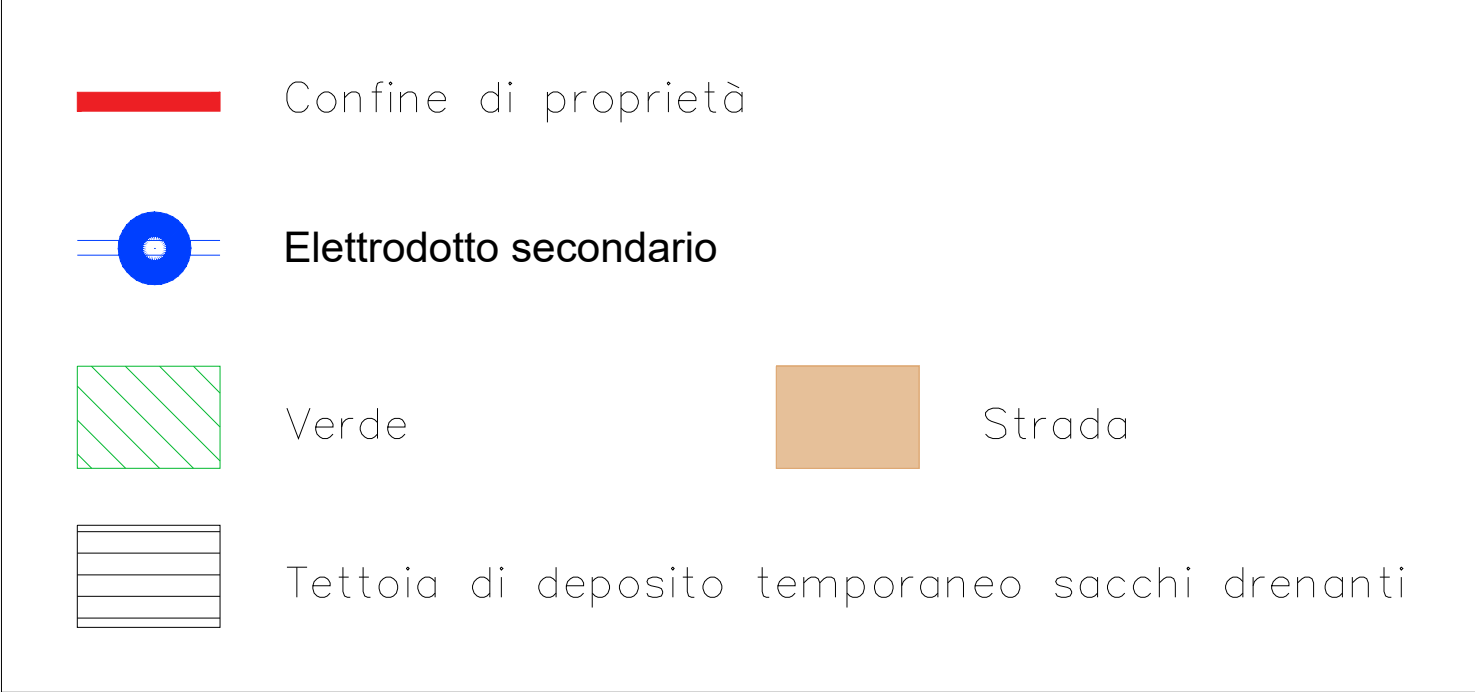 Confine di proprietà
Elettrodotto secondario
Verde
Strada
Tettoia di deposito temporaneo sacchi drenanti